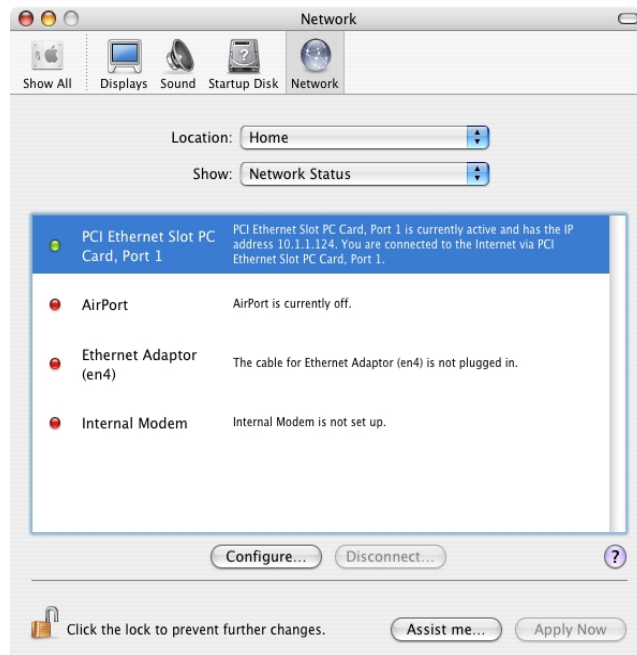 Network
Show All Displays Sound Startup Disk Network
Location: Home
Show: Network Status
PCI Ethernet Slot PC
Card, Port 1
PCI Ethernet Slot PC Card, Port 1 is currently active and has the IP
address 10.1.1.124. You are connected to the Internet via PCI
Ethernet Slot PC Card, Port 1.
AirPort
AirPort is currently off.
Ethernet Adaptor
(en4)
The cable for Ethernet Adaptor (en4) is not plugged in.
Internal Modem
Internal Modem is not set up.
Configure... Disconnect... ?
Click the lock to prevent further changes. Assist me... Apply Now